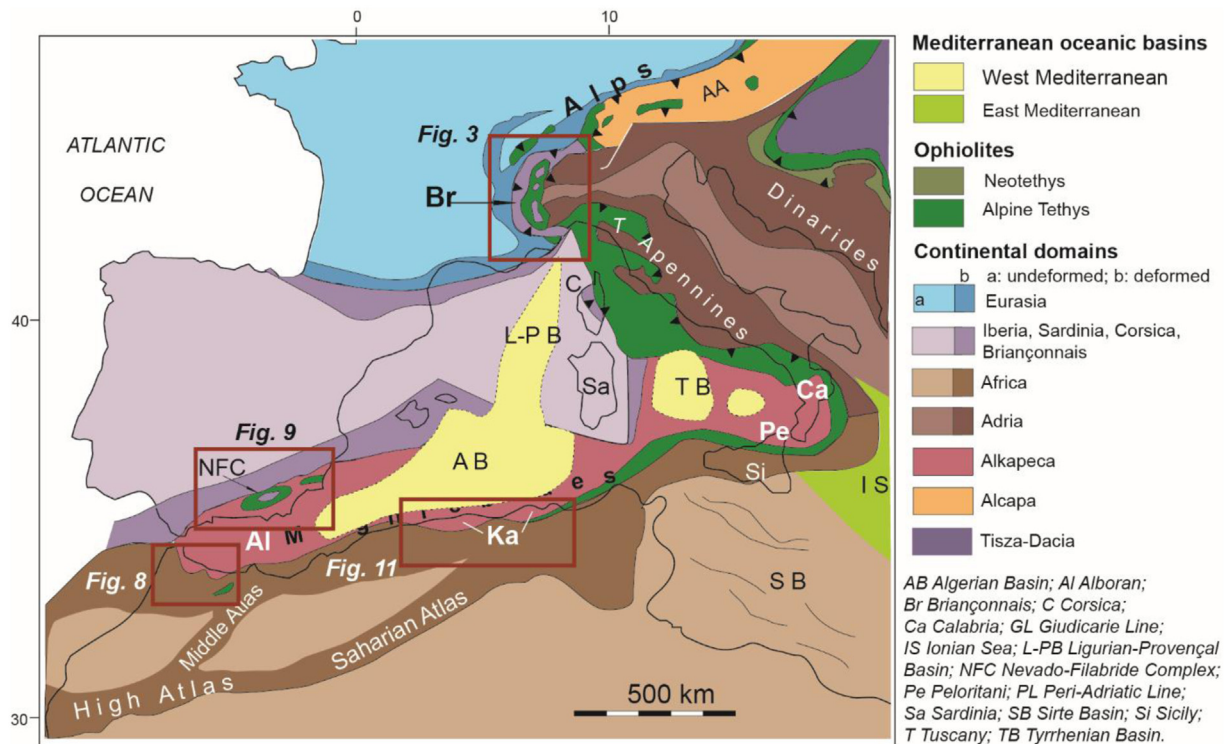 0
10
40
30
ATLANTIC
OCEAN
Alps
AA
Fig. 3
Br
T
Apennines
Dinarides
C
L-P B
Sa
T B
Ca
Pe
Si
I S
Fig. 9
NFC
A B
Al
Ka
Fig. 8
Fig. 11
Middle Atlas
Saharian Atlas
High Atlas
S B
500 km
Mediterranean oceanic basins
West Mediterranean
East Mediterranean
Ophiolites
Neotethys
Alpine Tethys
Continental domains
b a: undeformed; b: deformed
a Eurasia
Iberia, Sardinia, Corsica,
Briançonnais
Africa
Adria
Alkapeca
Alcapa
Tisza-Dacia
AB Algerian Basin; Al Alboran;
Br Briançonnais; C Corsica;
Ca Calabria; GL Giudicarie Line;
IS Ionian Sea; L-PB Ligurian-Provençal
Basin; NFC Nevado-Filabride Complex;
Pe Peloritani; PL Peri-Adriatic Line;
Sa Sardinia; SB Sirte Basin; Si Sicily;
T Tuscany; TB Tyrrhenian Basin.